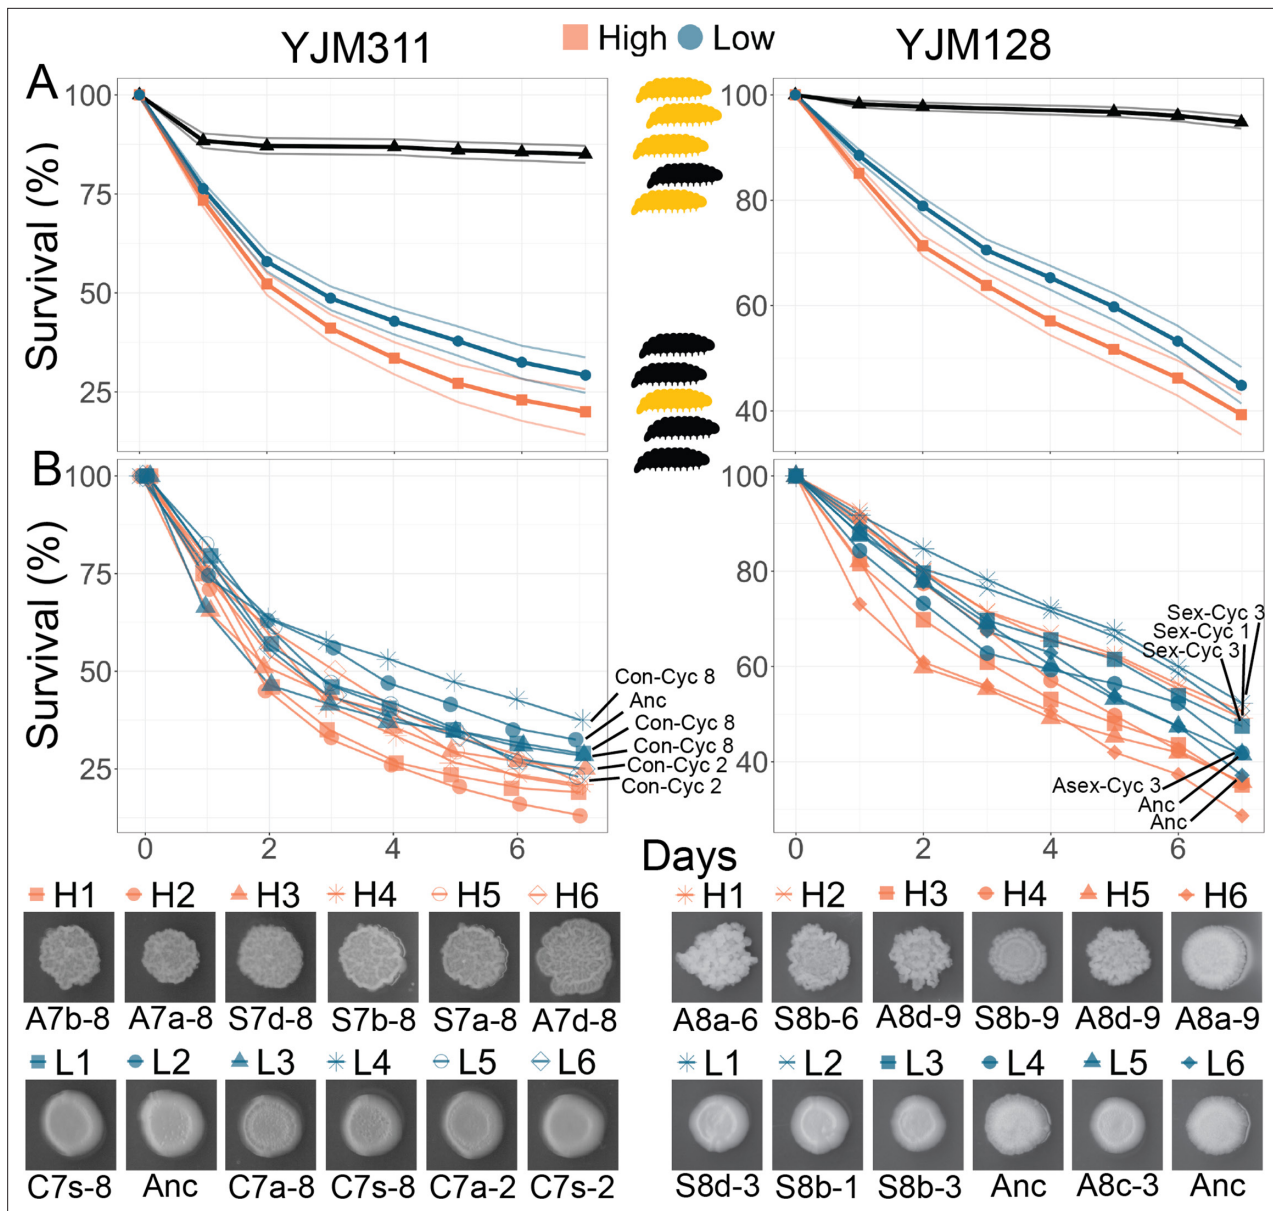 YJM311
High Low
YJM128
A
Survival (%)
100
75
50
25
100
80
60
40
B
Survival (%)
100
75
50
25
0 2 4 6
Con-Cyc 8
Anc
Con-Cyc 8
Con-Cyc 8
Con-Cyc 2
Con-Cyc 2
100
80
60
40
0 2 4 6
Sex-Cyc 3
Sex-Cyc 1
Sex-Cyc 3
Asex-Cyc 3
Anc
Anc
Days
H1 H2 H3 H4 H5 H6
A7b-8 A7a-8 S7d-8 S7b-8 S7a-8 A7d-8
L1 L2 L3 L4 L5 L6
C7s-8 Anc C7a-8 C7s-8 C7a-2 C7s-2
H1 H2 H3 H4 H5 H6
A8a-6 S8b-6 A8d-9 S8b-9 A8d-9 A8a-9
L1 L2 L3 L4 L5 L6
S8d-3 S8b-1 S8b-3 Anc A8c-3 Anc